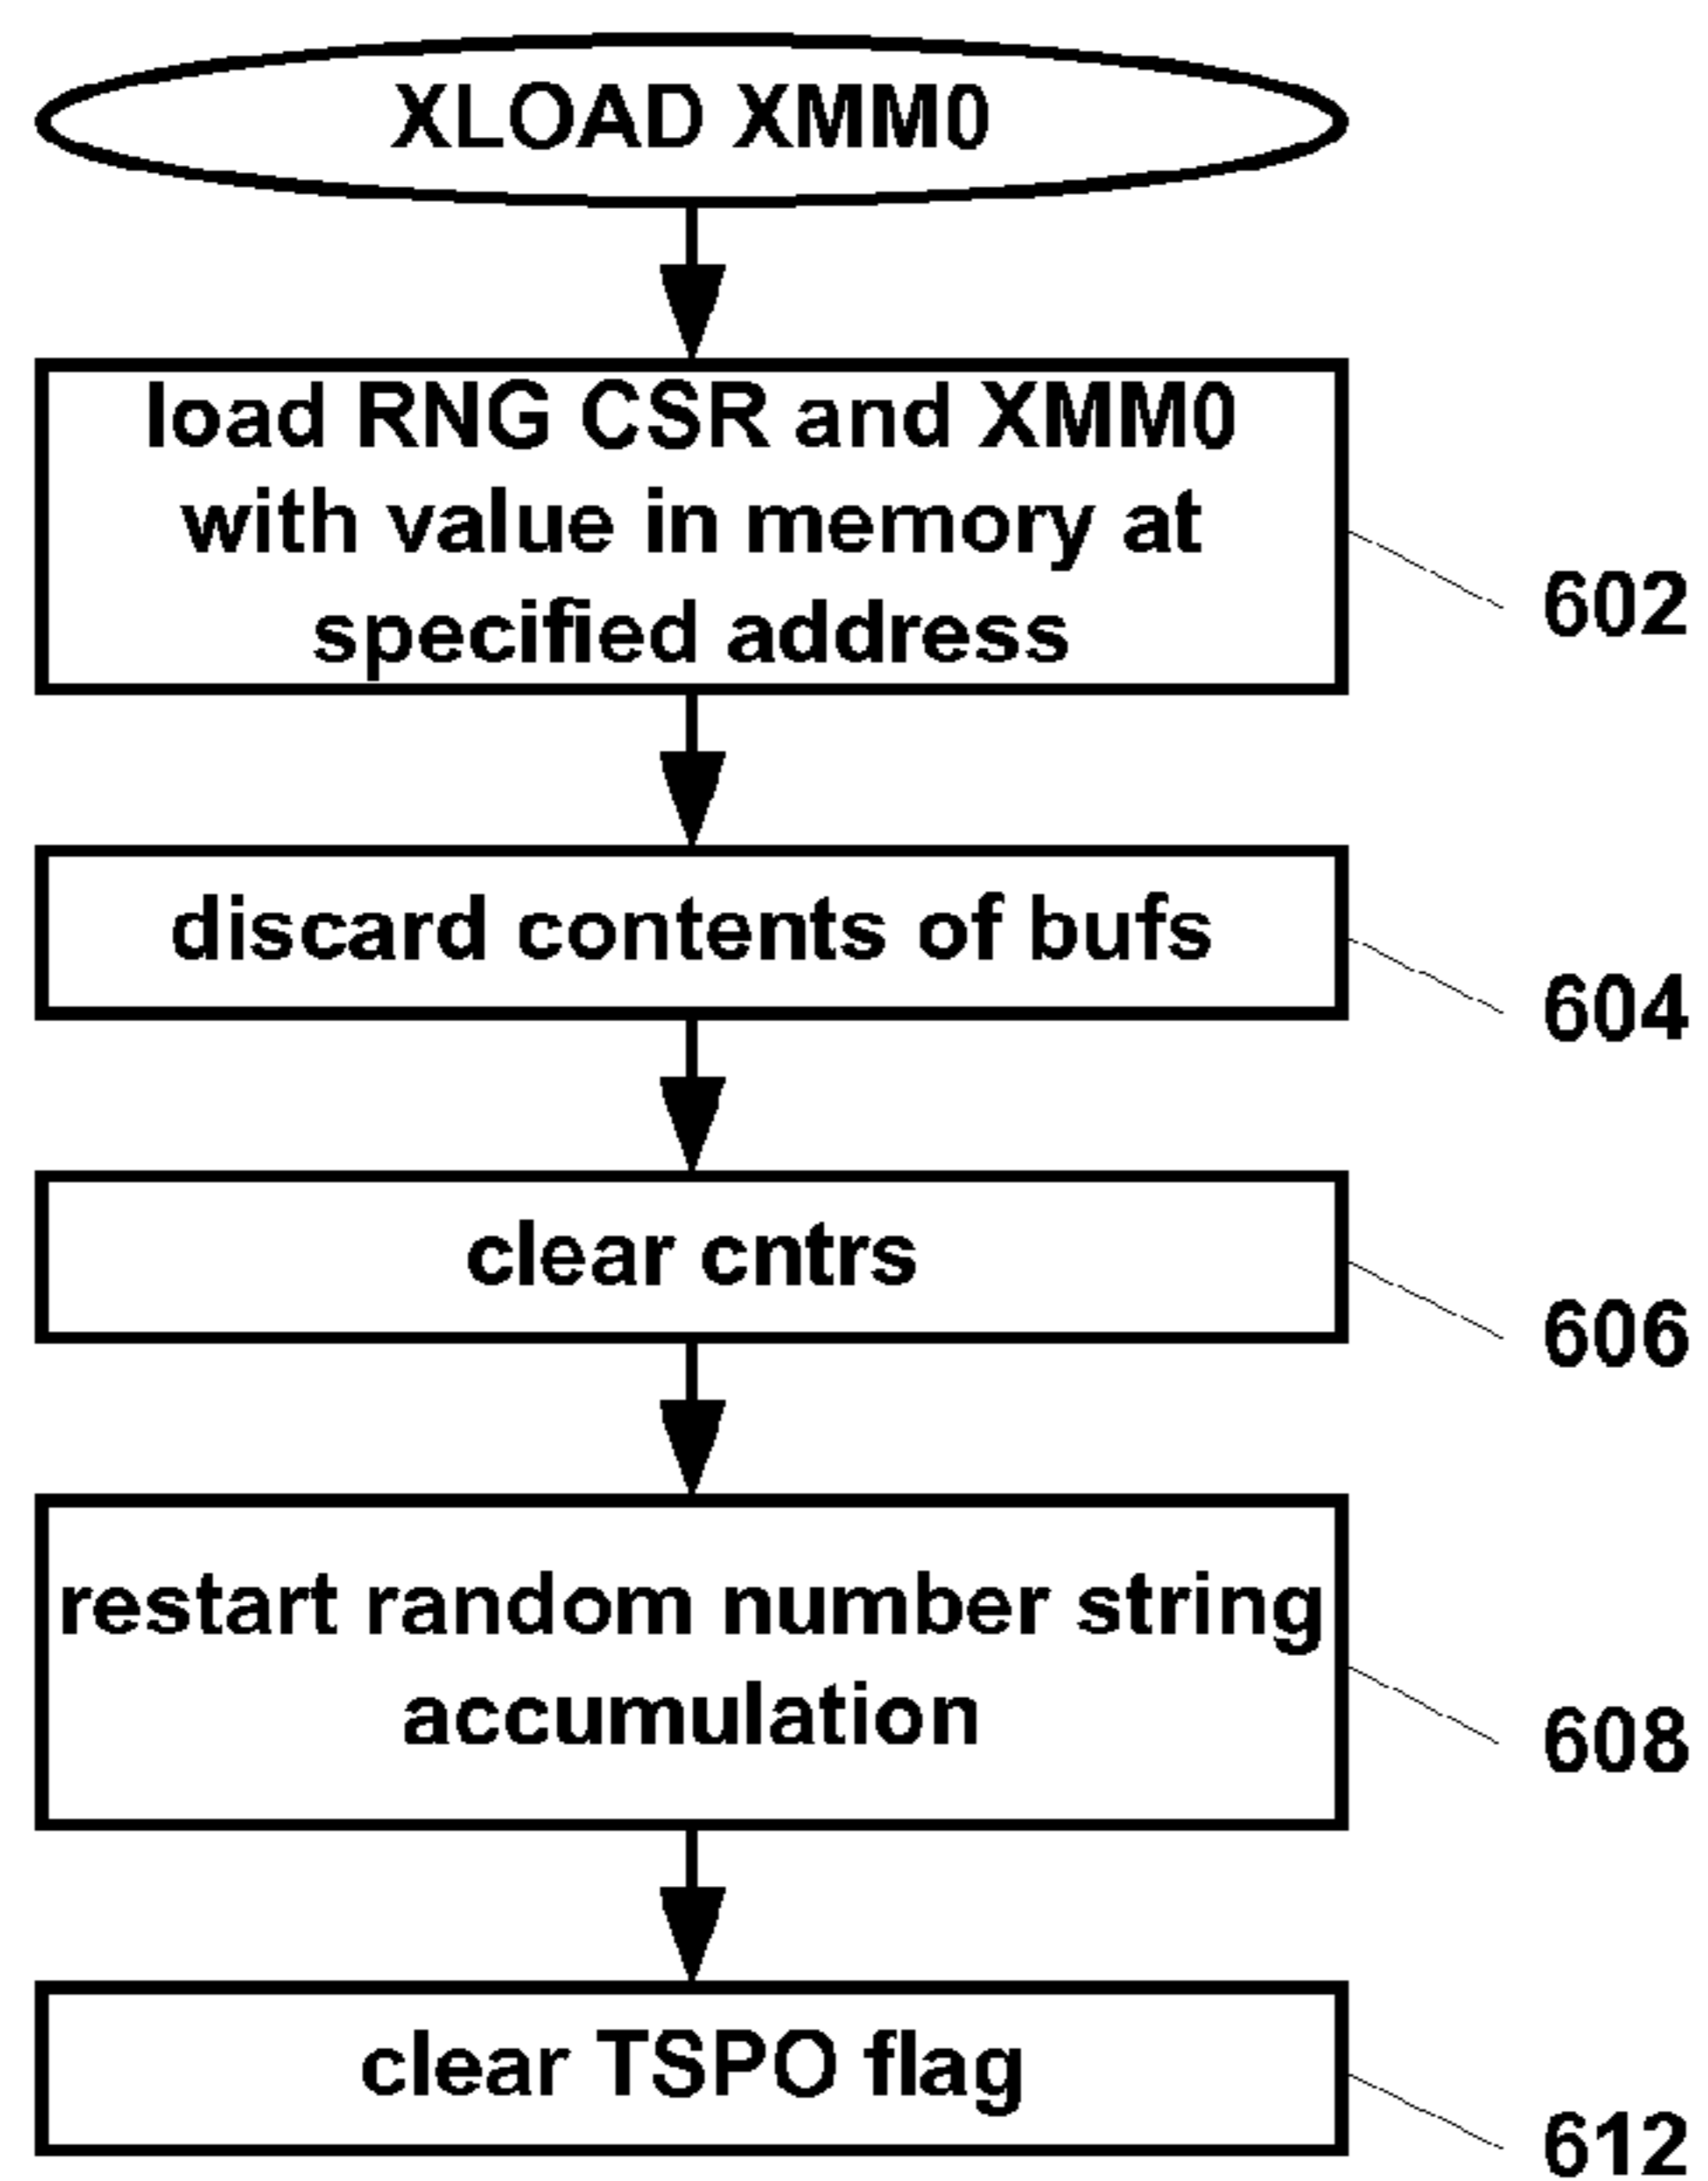 XLOAD XMM0
load RNG CSR and XMM0
with value in memory at
specified address
602
discard contents of bufs
604
clear cntrs
606
restart random number string
accumulation
608
clear TSPO flag
612